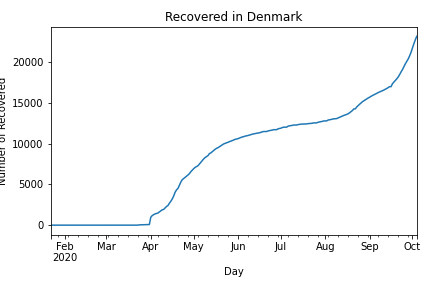 Recovered in Denmark
Number of Recovered
20000
15000
10000
5000
0
Feb Mar Apr May Jun Jul Aug Sep Oct
2020
Day